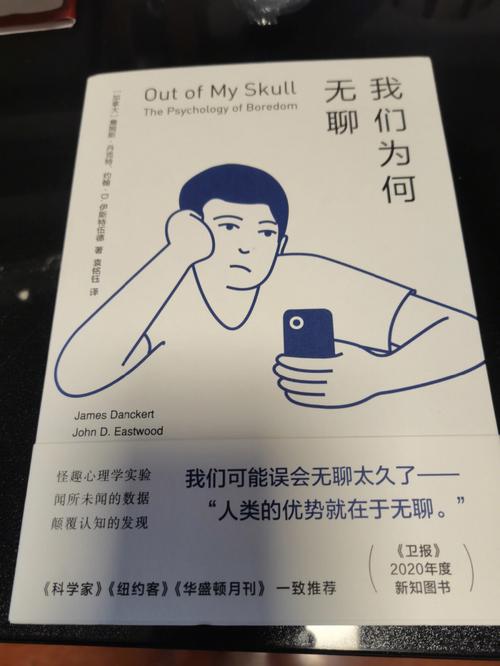 Out of My Skull
The Psychology of Boredom
我们为何
无聊
[加拿大] 詹姆斯·丹克特、约翰·D.伊斯特伍德 著 袁铭钰 译
James Danckert
John D. Eastwood
怪趣心理学实验
闻所未闻的数据
颠覆认知的发现
我们可能误会无聊太久了——
“人类的优势就在于无聊。”
《卫报》
2020年度
新知图书
《科学家》《纽约客》《华盛顿月刊》一致推荐